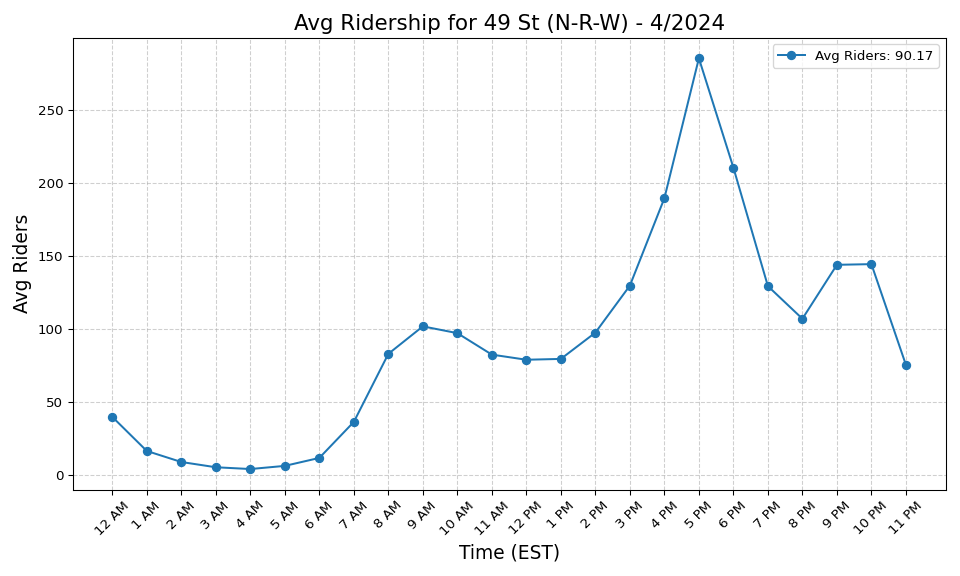 Avg Ridership for 49 St (N-R-W) - 4/2024
Avg Riders: 90.17
Avg Riders
250
200
150
100
50
0
12 AM
1 AM
2 AM
3 AM
4 AM
5 AM
6 AM
7 AM
8 AM
9 AM
10 AM
11 AM
12 PM
1 PM
2 PM
3 PM
4 PM
5 PM
6 PM
7 PM
8 PM
9 PM
10 PM
11 PM
Time (EST)